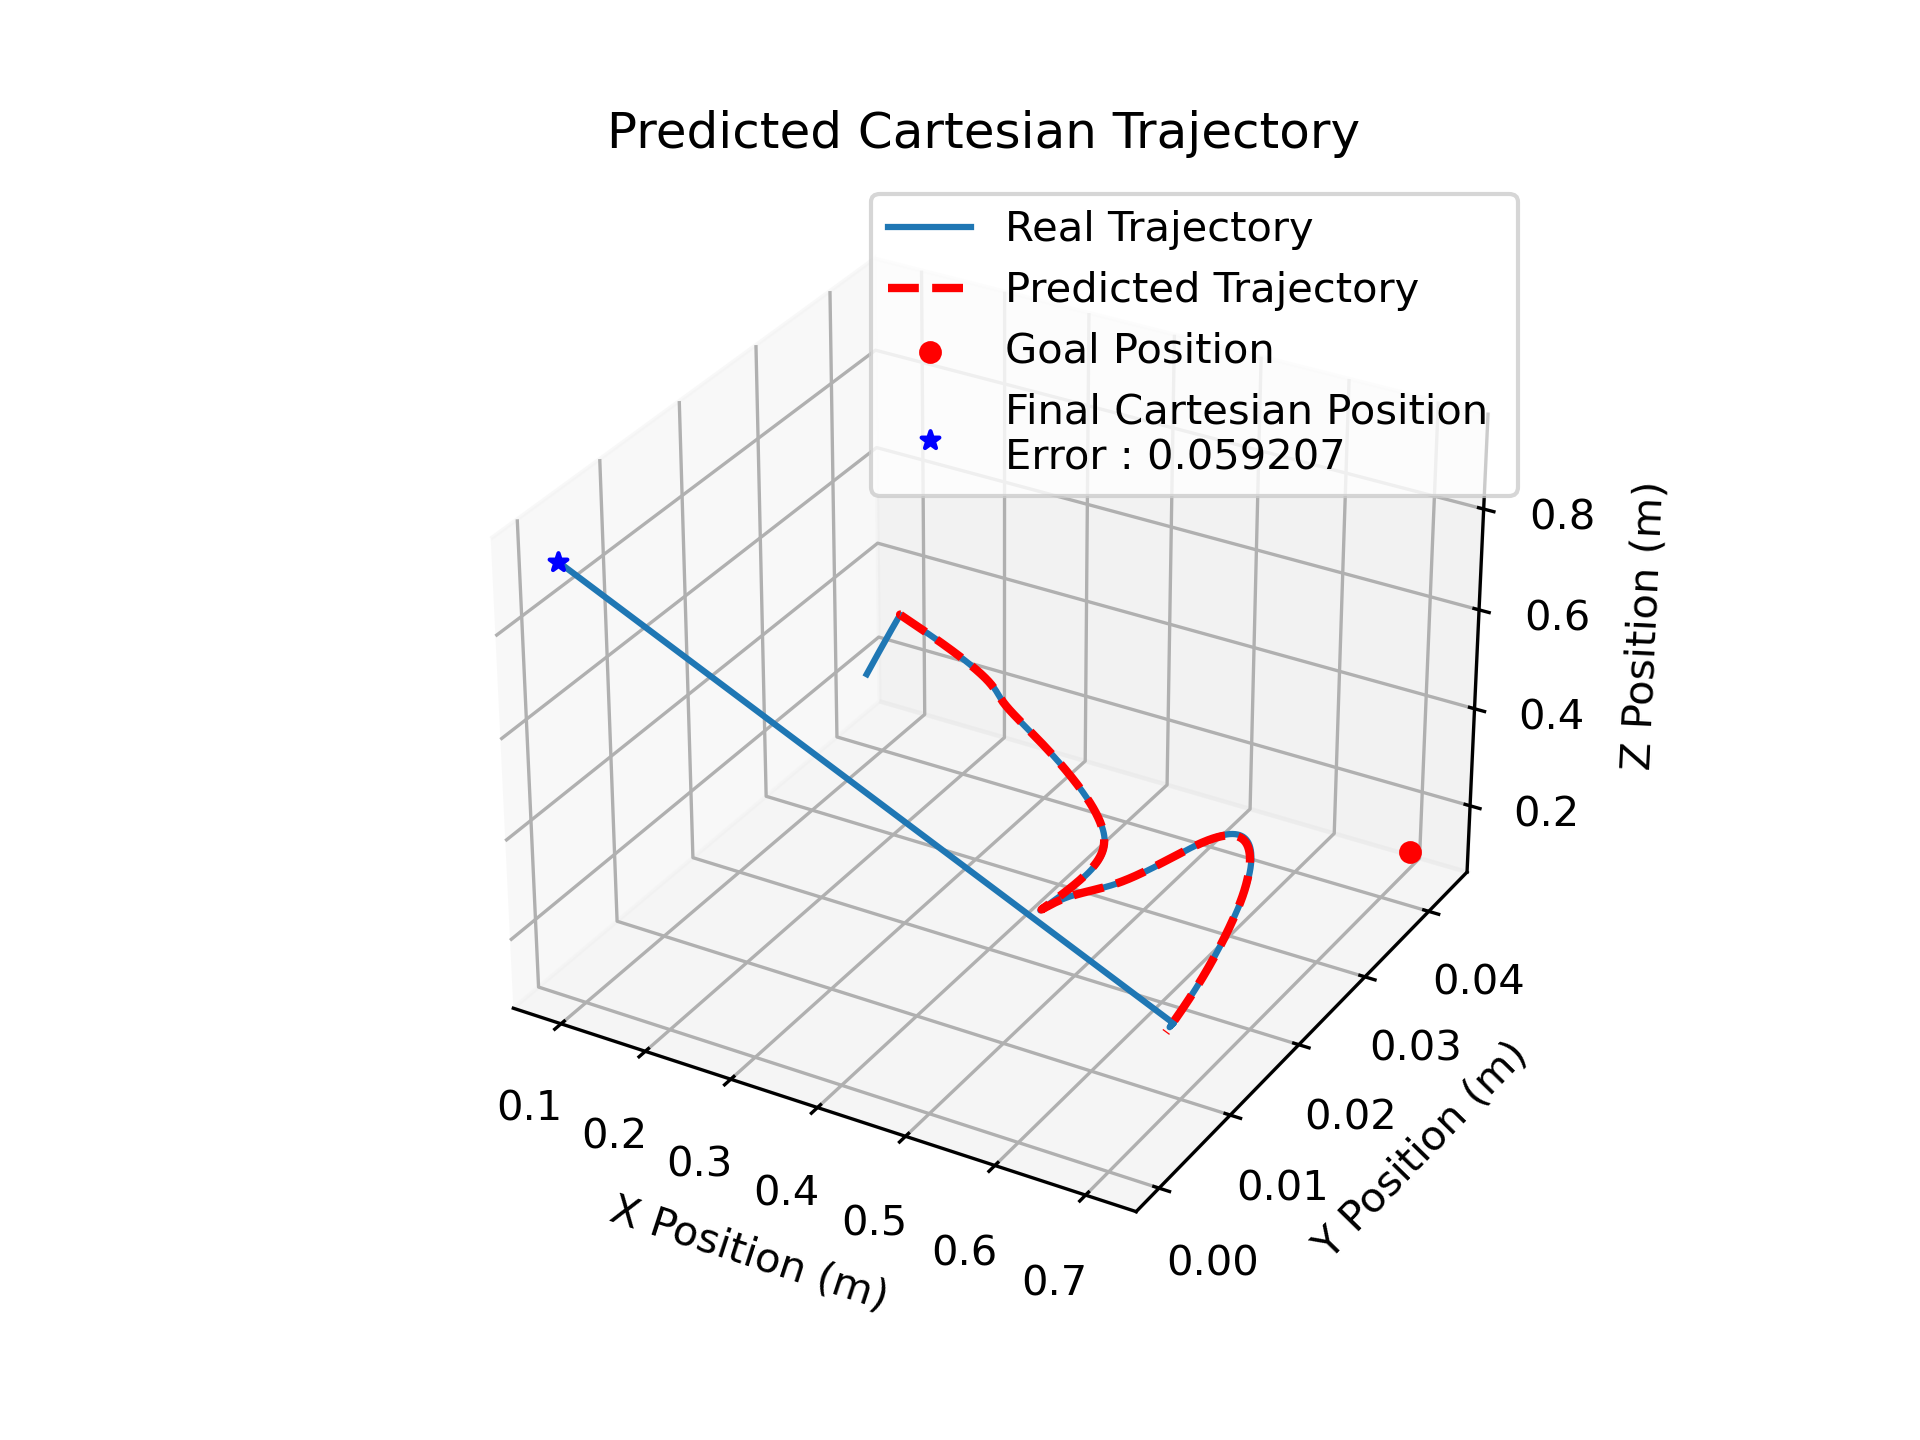 Predicted Cartesian Trajectory
Real Trajectory
Predicted Trajectory
Goal Position
Final Cartesian Position
Error : 0.059207
0.8
0.6
0.4
0.2
Z Position (m)
0.04
0.03
0.02
0.01
0.00
Y Position (m)
0.1
0.2
0.3
0.4
0.5
0.6
0.7
X Position (m)